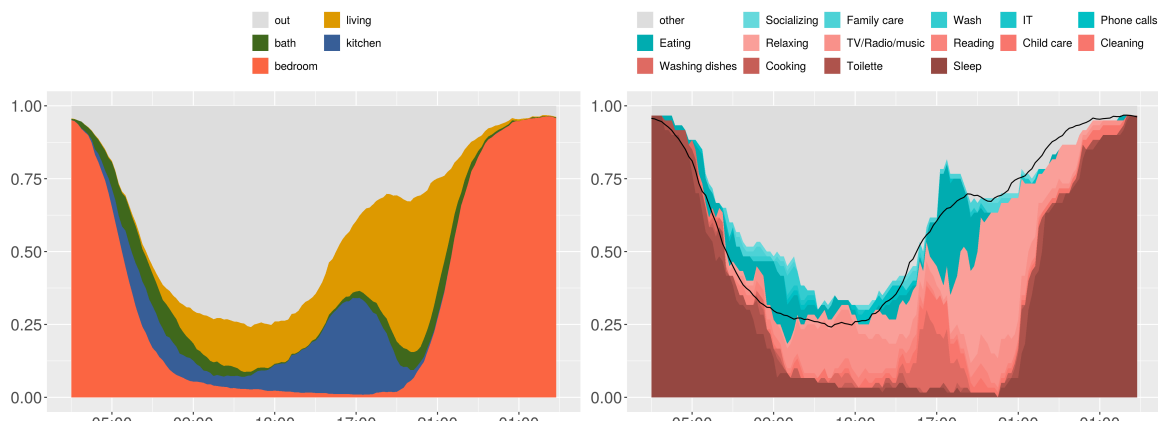 out living
bath kitchen
bedroom
other Socializing Family care Wash IT Phone calls
Eating Relaxing TV/Radio/music Reading Child care Cleaning
Washing dishes Cooking Toilette Sleep
1.00
0.75
0.50
0.25
0.00
1.00
0.75
0.50
0.25
0.00